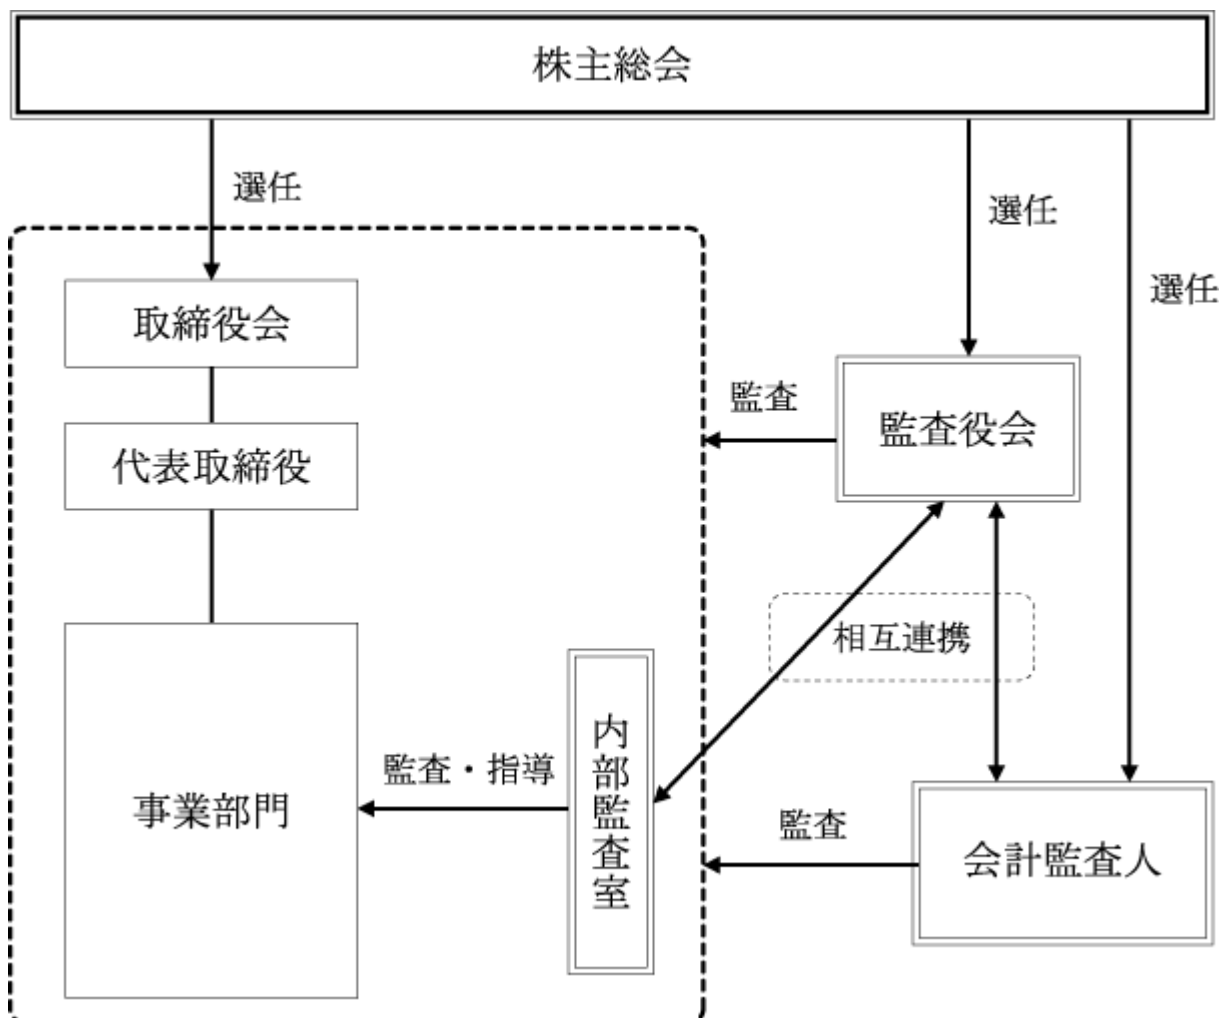 株主総会
選任
選任
選任
取締役会
監査
監査役会
代表取締役
相互連携
内部監査室
監査・指導
事業部門
監査
会計監査人